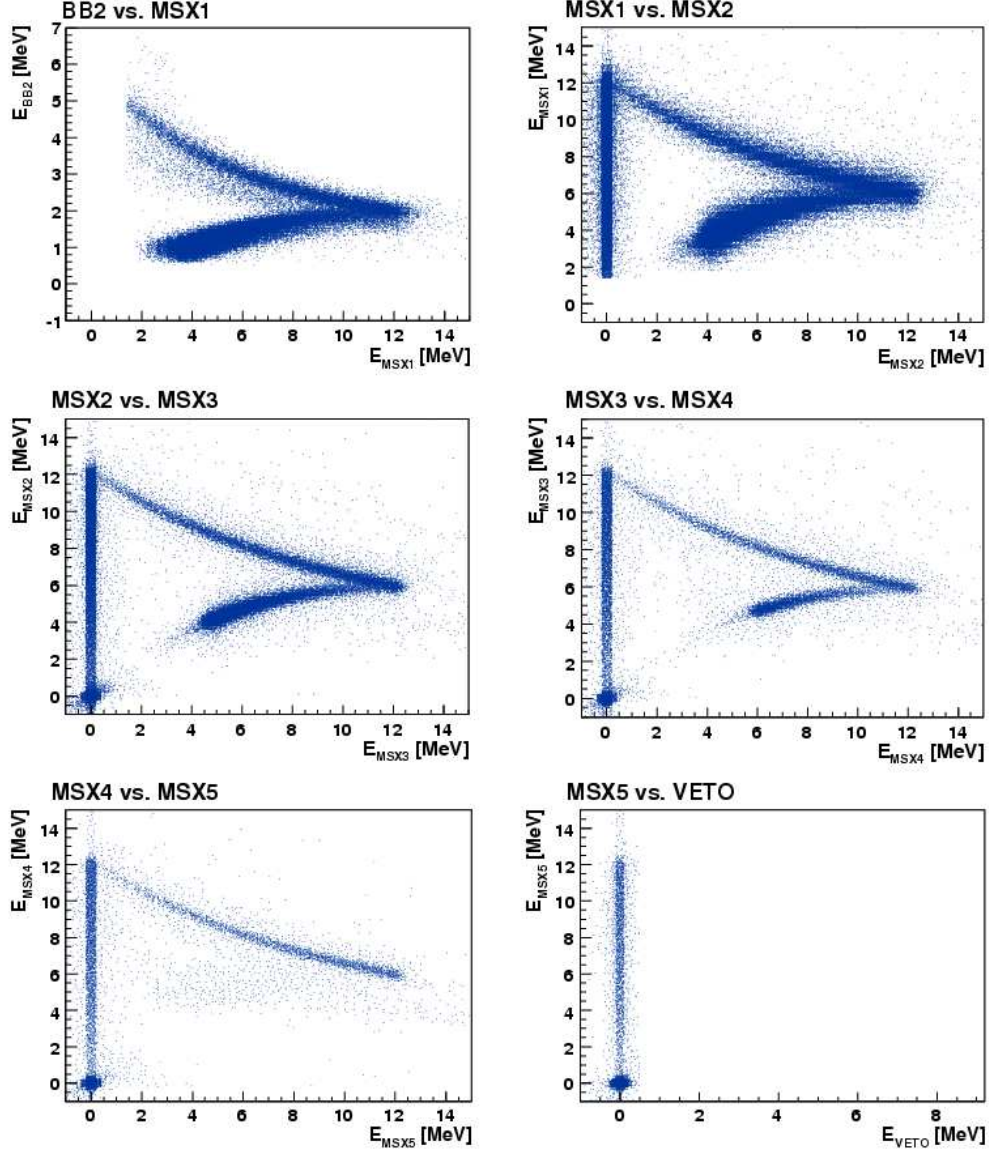 BB2 vs. MSX1
E_BB2 [MeV]
7
6
5
4
3
2
1
0
-1
0 2 4 6 8 10 12 14
E_MSX1 [MeV]
MSX1 vs. MSX2
E_MSX1 [MeV]
14
12
10
8
6
4
2
0
0 2 4 6 8 10 12 14
E_MSX2 [MeV]
MSX2 vs. MSX3
E_MSX2 [MeV]
14
12
10
8
6
4
2
0
0 2 4 6 8 10 12 14
E_MSX3 [MeV]
MSX3 vs. MSX4
E_MSX3 [MeV]
14
12
10
8
6
4
2
0
0 2 4 6 8 10 12 14
E_MSX4 [MeV]
MSX4 vs. MSX5
E_MSX4 [MeV]
14
12
10
8
6
4
2
0
0 2 4 6 8 10 12 14
E_MSX5 [MeV]
MSX5 vs. VETO
E_MSX5 [MeV]
14
12
10
8
6
4
2
0
0 2 4 6 8
E_VETO [MeV]